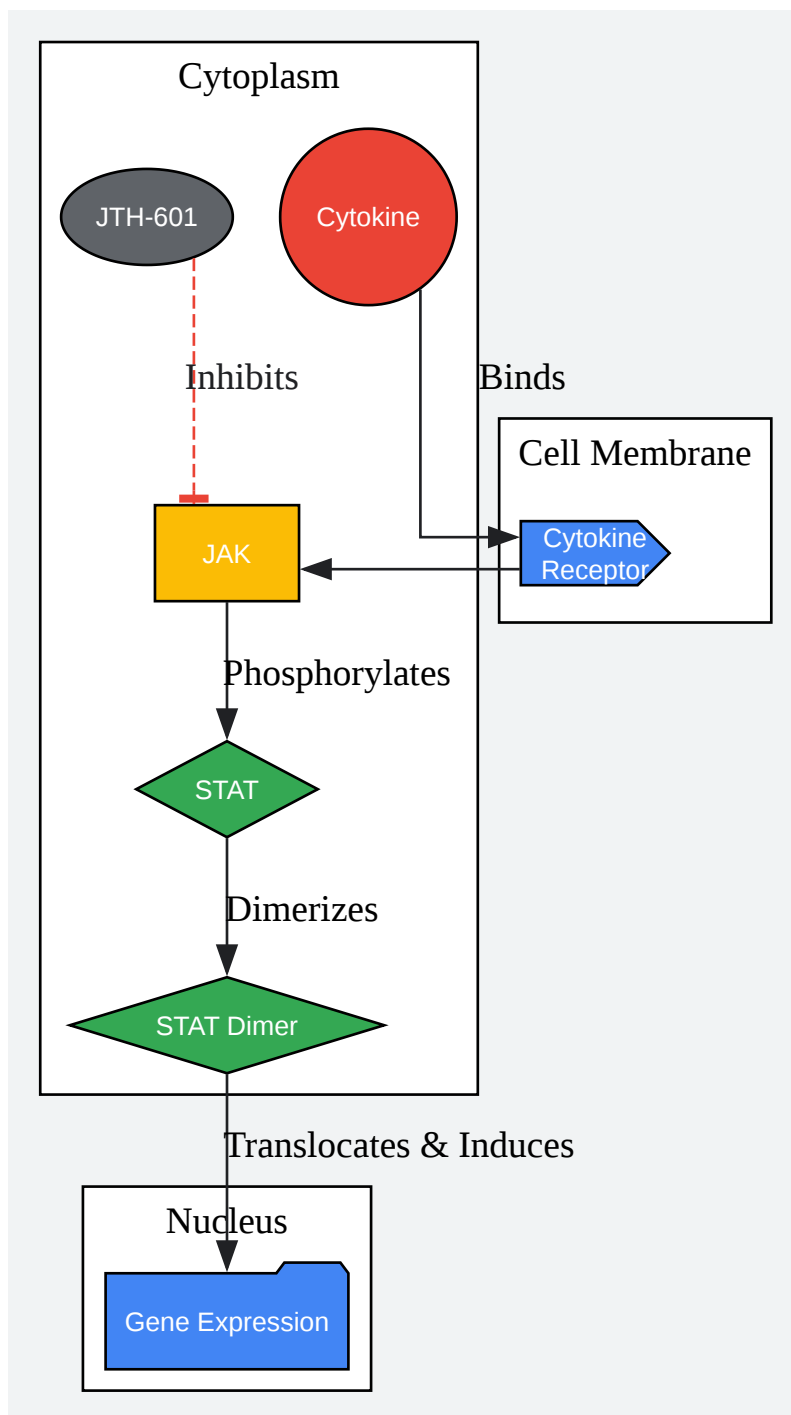 Cytoplasm
JTH-601
Cytokine
Inhibits
Binds
Cell Membrane
Cytokine
Receptor
JAK
Phosphorylates
STAT
Dimerizes
STAT Dimer
Translocates & Induces
Nucleus
Gene Expression